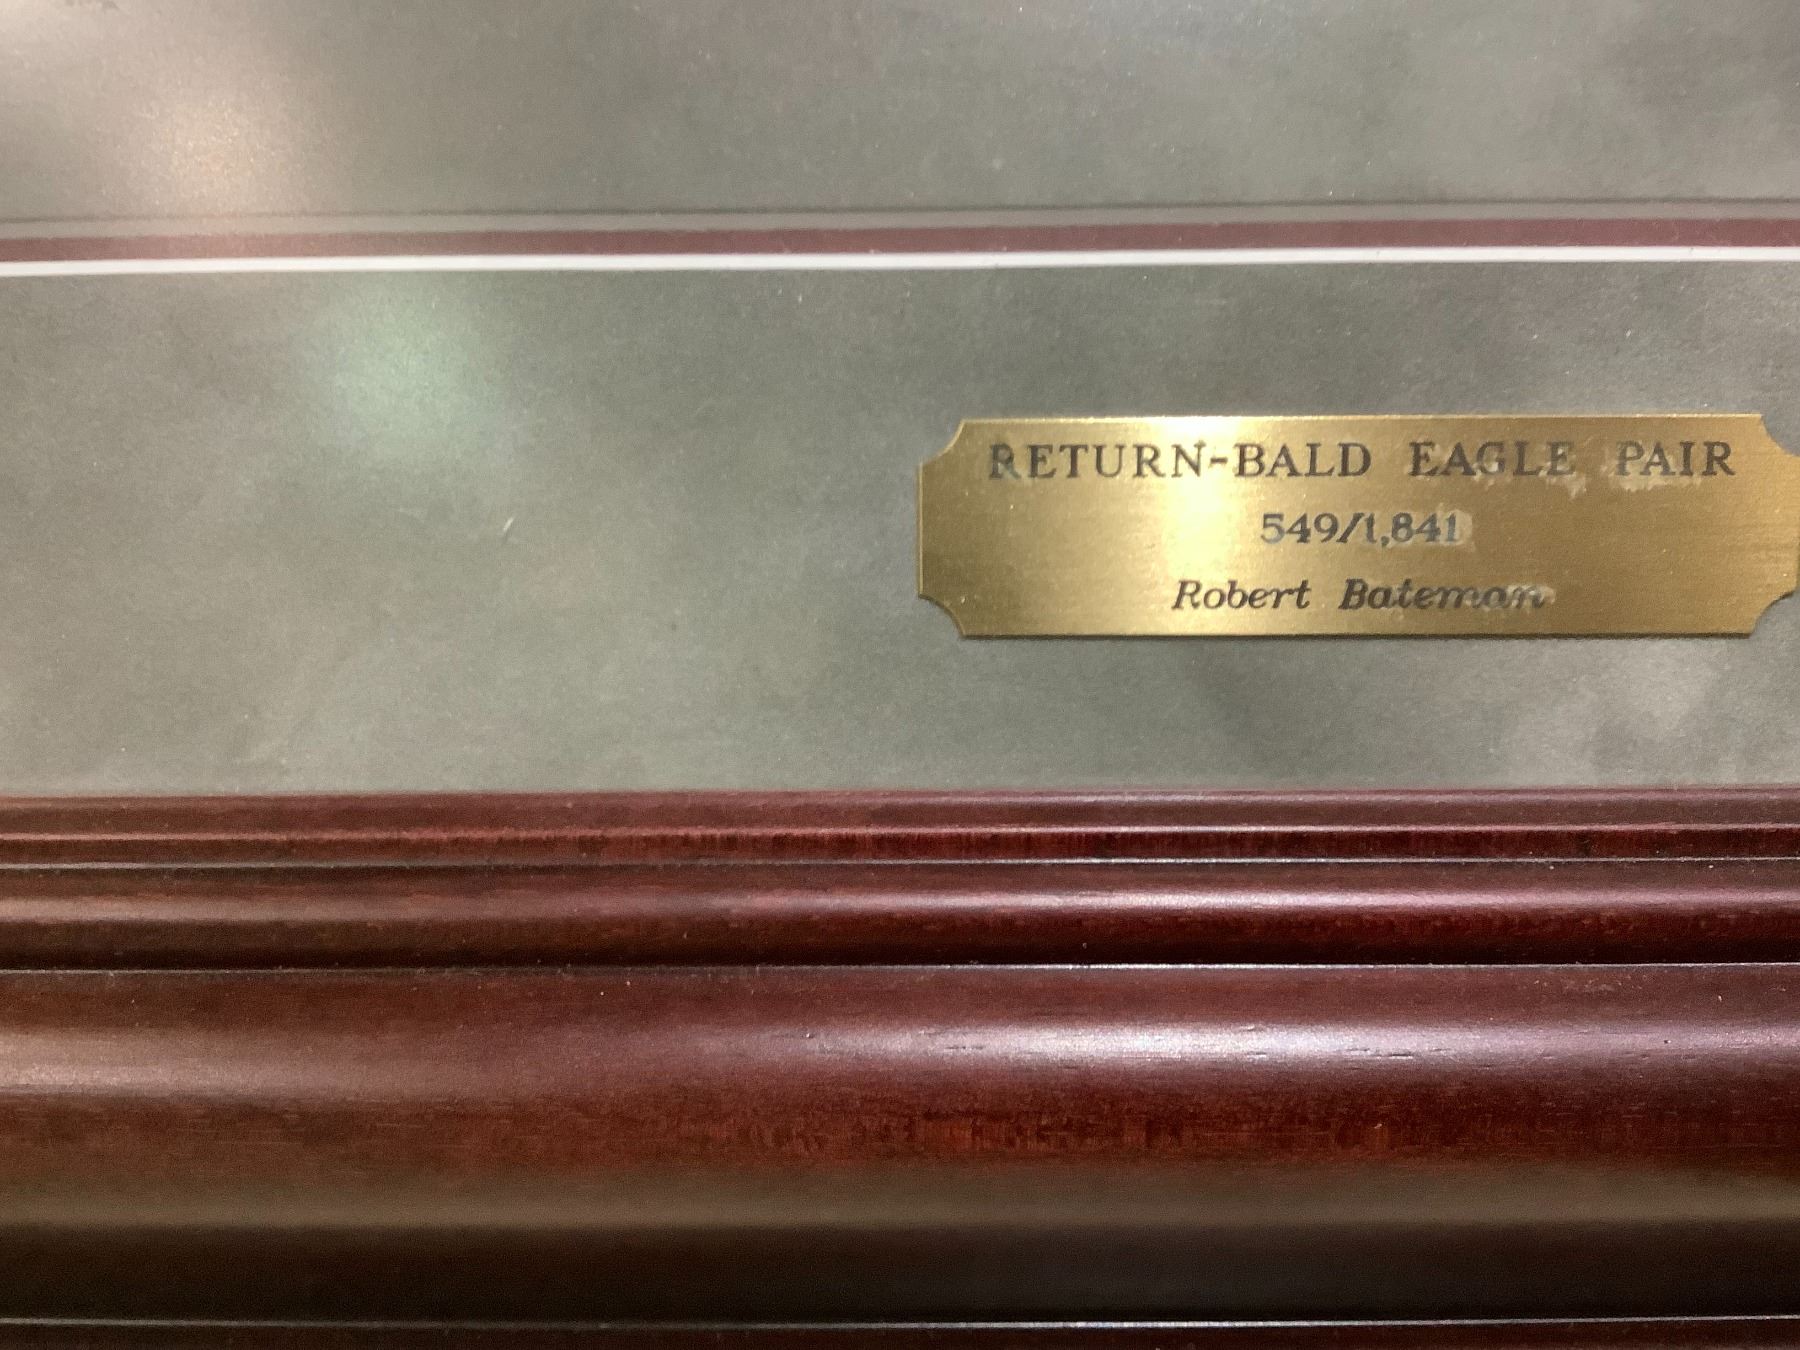 RETURN-BALD EAGLE PAIR
549/1,841
Robert Bateman